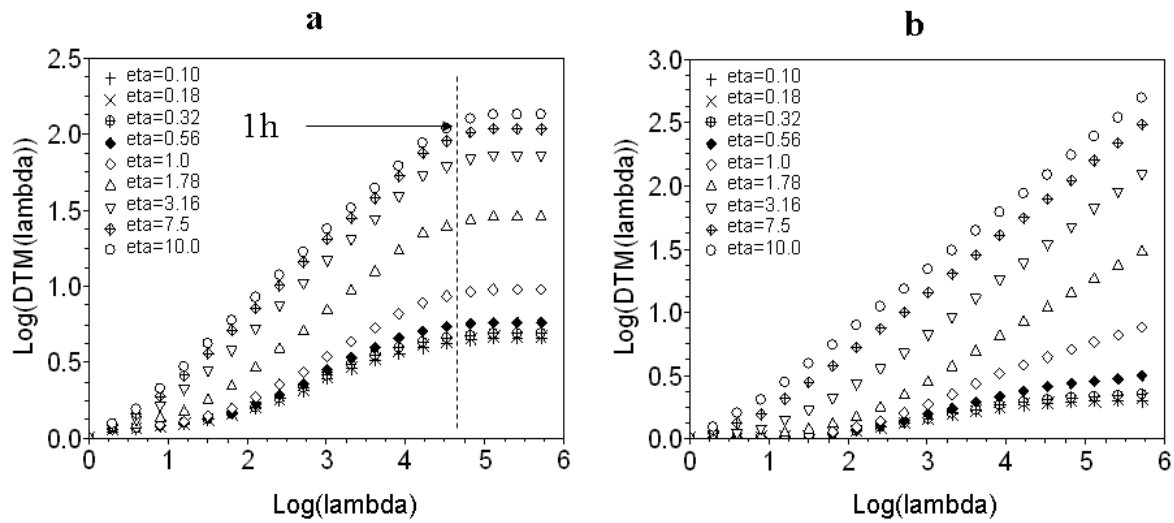 a
Log(DTM(lambda))
2.5
2.0
1.5
1.0
0.5
0.0
eta=0.10
eta=0.18
eta=0.32
eta=0.56
eta=1.0
eta=1.78
eta=3.16
eta=7.5
eta=10.0
1h
0 1 2 3 4 5 6
Log(lambda)
b
Log(DTM(lambda))
3.0
2.5
2.0
1.5
1.0
0.5
0.0
eta=0.10
eta=0.18
eta=0.32
eta=0.56
eta=1.0
eta=1.78
eta=3.16
eta=7.5
eta=10.0
0 1 2 3 4 5 6
Log(lambda)